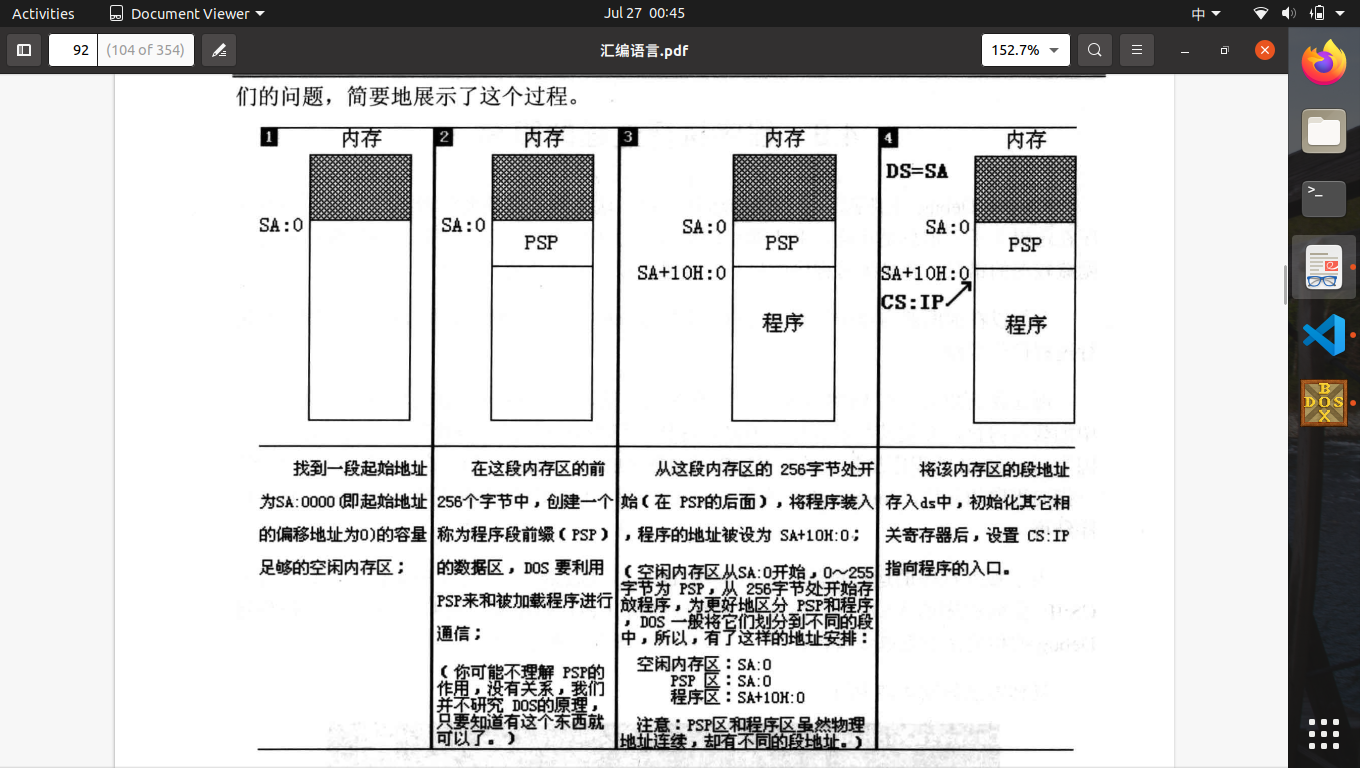 Activities
Document Viewer
Jul 27 00:45
中
92
(104 of 354)
汇编语言.pdf
152.7%
们的问题，简要地展示了这个过程。
1
内存
SA:0
2
内存
SA:0
PSP
3
内存
SA:0
PSP
SA+10H:0
程序
4
内存
DS=SA
SA:0
PSP
SA+10H:0
CS:IP
程序
找到一段起始地址
为SA:0000(即起始地址
的偏移地址为0)的容量
足够的空闲内存区；
在这段内存区的前
256个字节中，创建一个
称为程序段前缀（PSP）
的数据区，DOS 要利用
PSP来和被加载程序进行
通信；
（你可能不理解 PSP的
作用，没有关系，我们
并不研究 DOS的原理，
只要知道有这个东西就
可以了。）
从这段内存区的 256字节处开
始（在 PSP的后面），将程序装入
，程序的地址被设为 SA+10H:0；
（空闲内存区从SA:0开始，0～255
字节为 PSP，从 256字节处开始存
放程序，为更好地区分 PSP和程序
，DOS 一般将它们划分到不同的段
中，所以，有了这样的地址安排：
空闲内存区：SA:0
PSP 区：SA:0
程序区：SA+10H:0
注意：PSP区和程序区虽然物理
地址连续，却有不同的段地址。）
将该内存区的段地址
存入ds中，初始化其它相
关寄存器后，设置 CS:IP
指向程序的入口。
>_
B
DOS
X